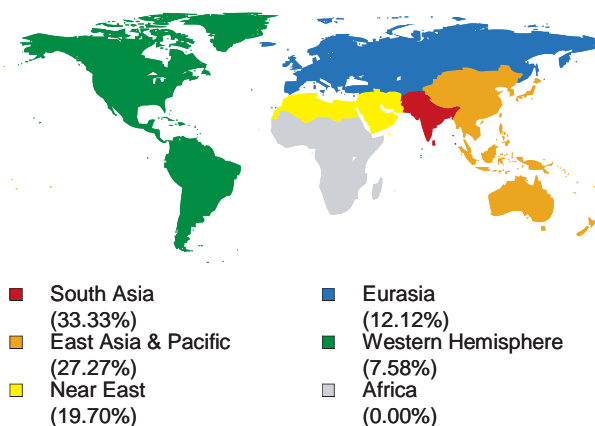 South Asia
(33.33%)
East Asia & Pacific
(27.27%)
Near East
(19.70%)
Eurasia
(12.12%)
Western Hemisphere
(7.58%)
Africa
(0.00%)